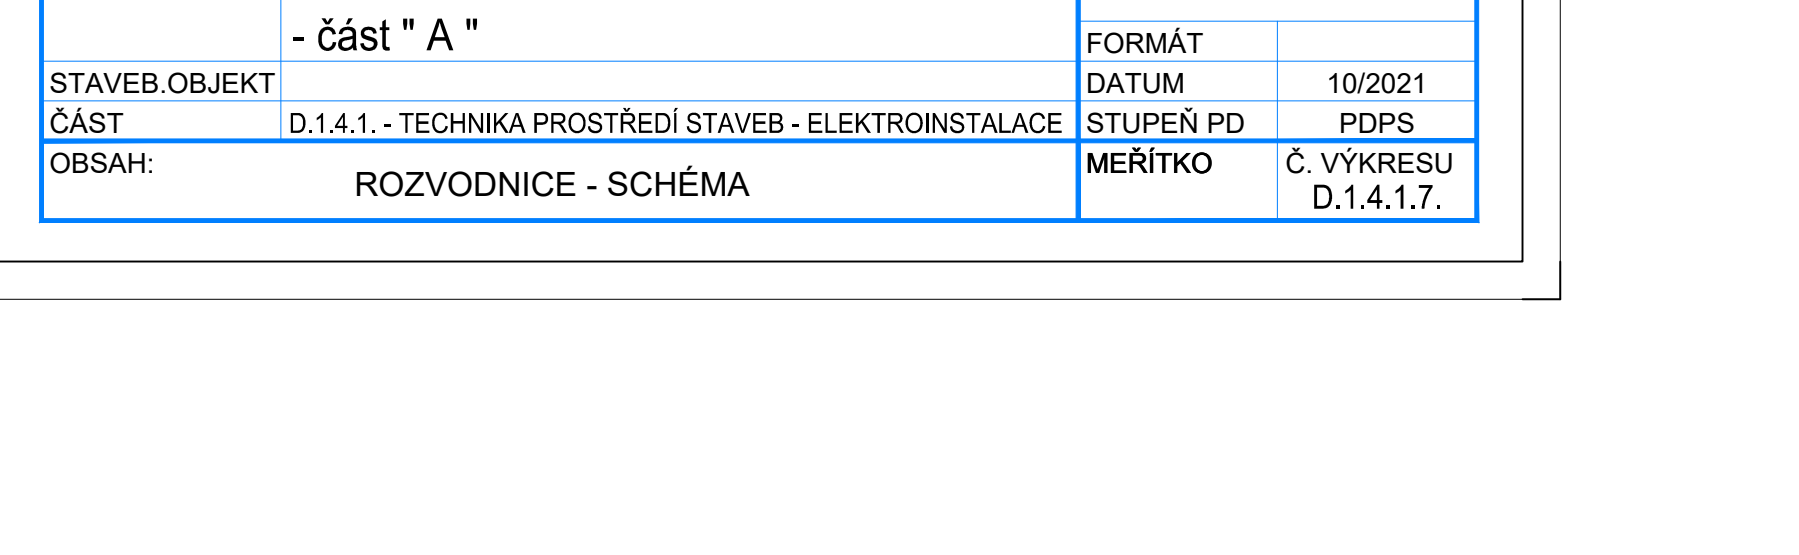 - část " A "
FORMÁT
STAVEB.OBJEKT
DATUM 10/2021
ČÁST D.1.4.1. - TECHNIKA PROSTŘEDÍ STAVEB - ELEKTROINSTALACE STUPEŇ PD PDPS
OBSAH: MEŘÍTKO Č. VÝKRESU
ROZVODNICE - SCHÉMA D.1.4.1.7.